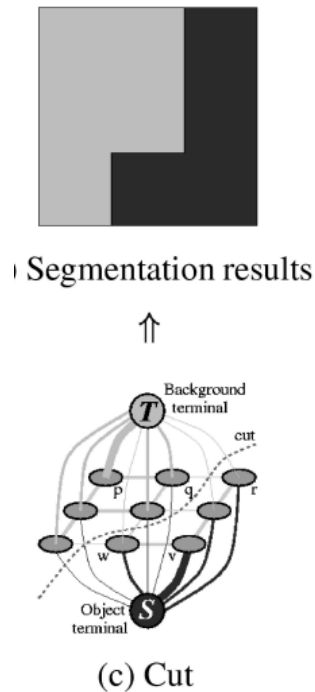 ) Segmentation results
⇑
Background
terminal
T
cut
p
q
r
w
v
Object
terminal
S
(c) Cut